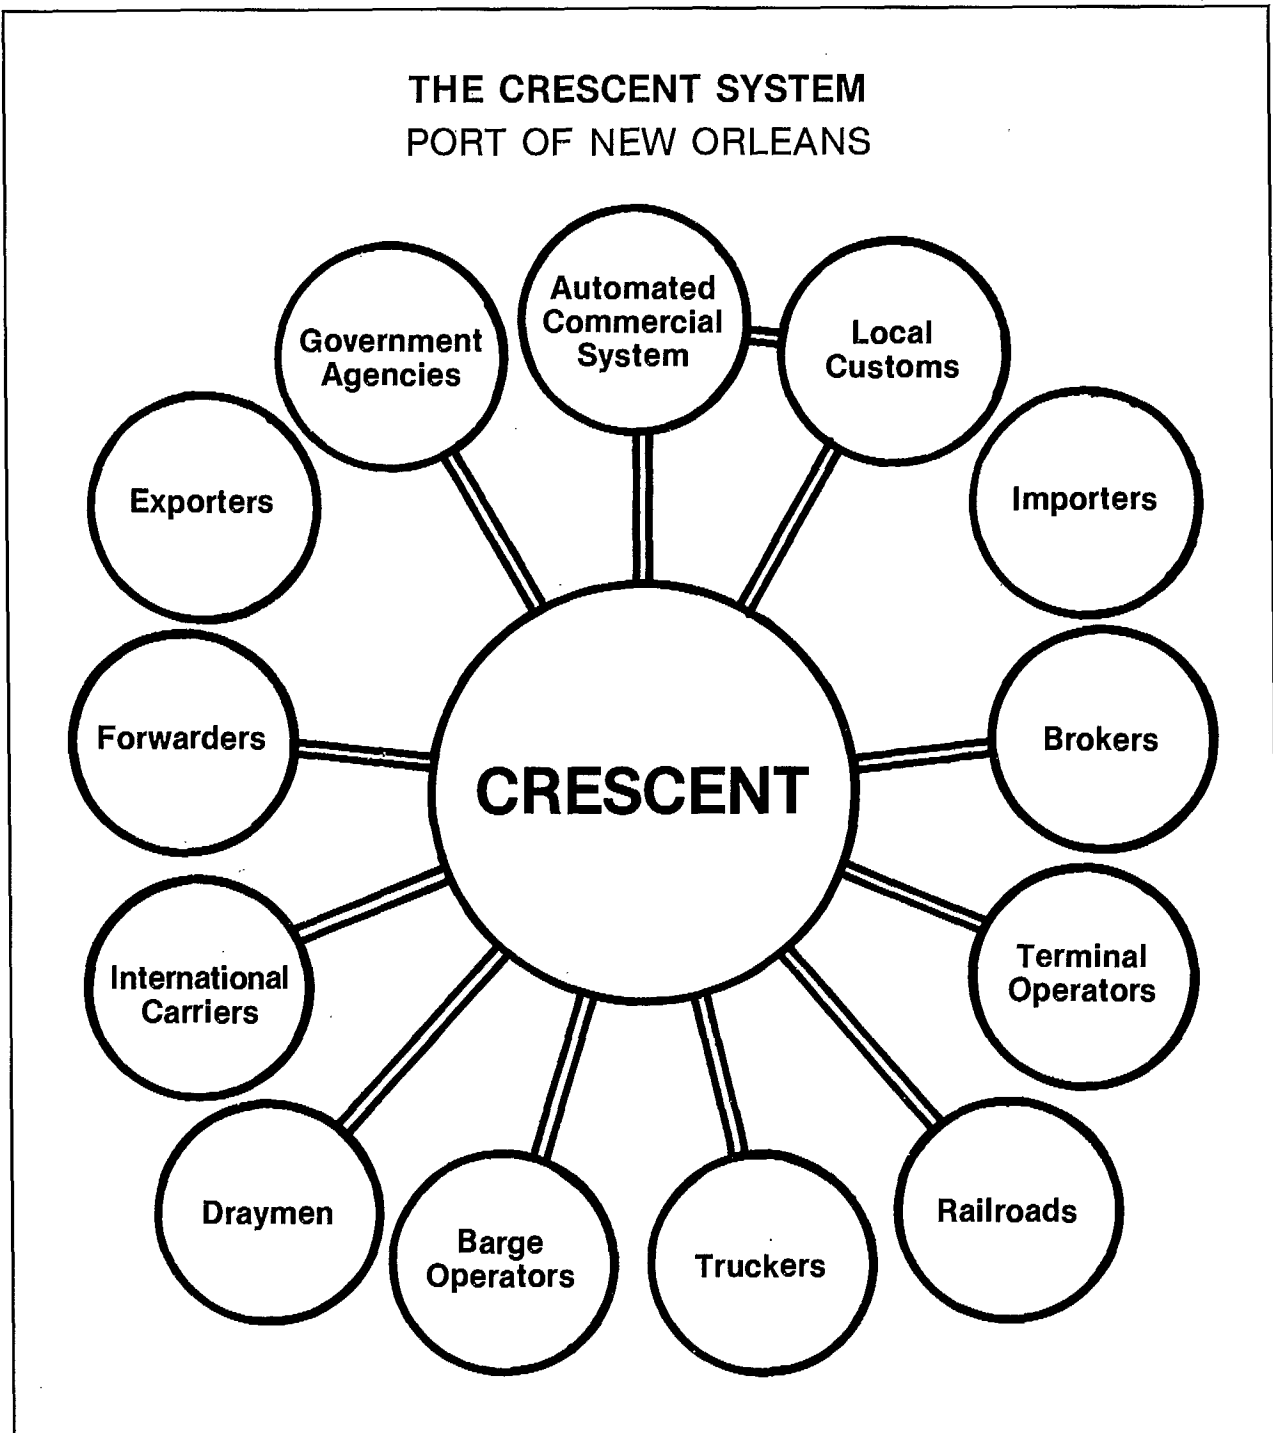 THE CRESCENT SYSTEM
PORT OF NEW ORLEANS
Automated
Commercial
System
Government
Agencies
Local
Customs
Exporters
Importers
Forwarders
Brokers
CRESCENT
International
Carriers
Terminal
Operators
Draymen
Barge
Operators
Truckers
Railroads